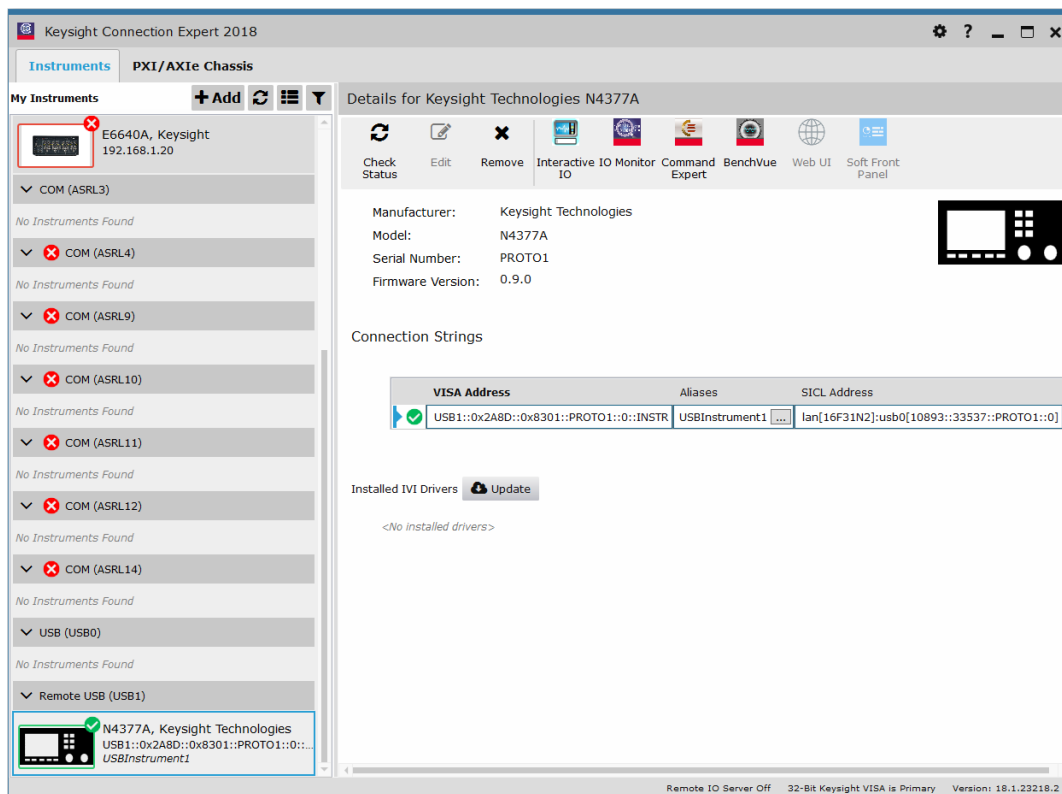 Keysight Connection Expert 2018
Instruments PXI/AXIe Chassis
My Instruments
Add
E6640A, Keysight
192.168.1.20
COM (ASRL3)
No Instruments Found
COM (ASRL4)
No Instruments Found
COM (ASRL9)
No Instruments Found
COM (ASRL10)
No Instruments Found
COM (ASRL11)
No Instruments Found
COM (ASRL12)
No Instruments Found
COM (ASRL14)
No Instruments Found
USB (USB0)
No Instruments Found
Remote USB (USB1)
N4377A, Keysight Technologies
USB1::0x2A8D::0x8301::PROTO1::0::...
USBInstrument1
Details for Keysight Technologies N4377A
Check Status
Edit
Remove
Interactive IO
IO Monitor
Command Expert
BenchVue
Web UI
Soft Front Panel
Manufacturer: Keysight Technologies
Model: N4377A
Serial Number: PROTO1
Firmware Version: 0.9.0
Connection Strings
VISA Address Aliases SICL Address
USB1::0x2A8D::0x8301::PROTO1::0::INSTR USBInstrument1 ... lan[16F31N2]:usb0[10893::33537::PROTO1::0]
Installed IVI Drivers Update
<No installed drivers>
Remote IO Server Off 32-Bit Keysight VISA is Primary Version: 18.1.23218.2